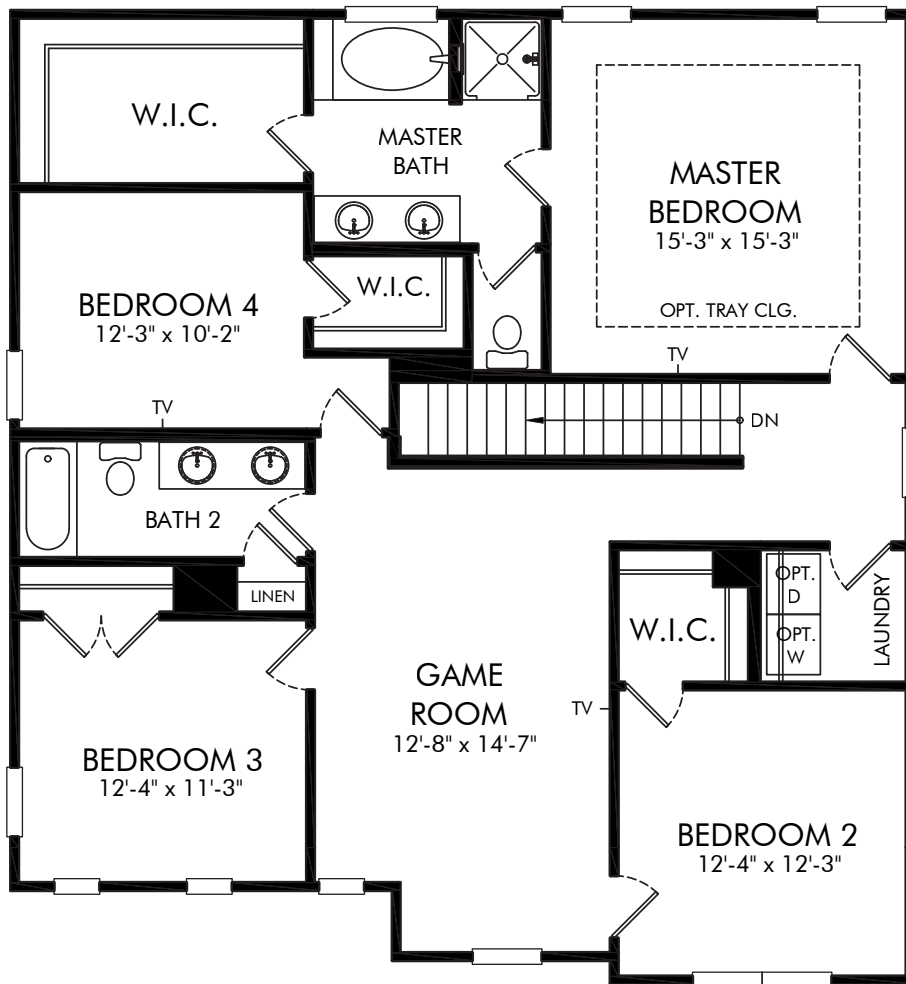 W.I.C.
MASTER
BATH
MASTER
BEDROOM
15'-3" x 15'-3"
OPT. TRAY CLG.
TV
BEDROOM 4
12'-3" x 10'-2"
TV
W.I.C.
DN
BATH 2
LINEN
OPT.
D
OPT.
W
LAUNDRY
W.I.C.
TV
GAME
ROOM
12'-8" x 14'-7"
BEDROOM 3
12'-4" x 11'-3"
BEDROOM 2
12'-4" x 12'-3"